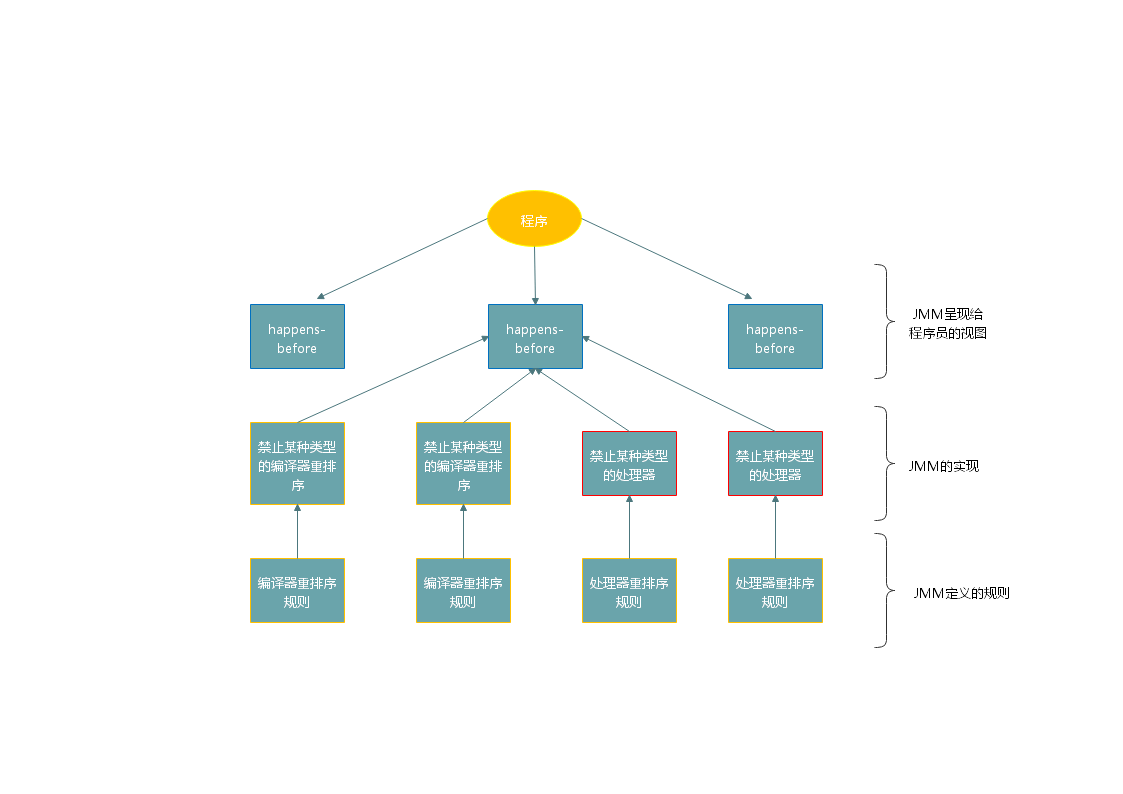 程序
happens-
before
happens-
before
happens-
before
JMM呈现给
程序员的视图
禁止某种类型
的编译器重排
序
禁止某种类型
的编译器重排
序
禁止某种类型
的处理器
禁止某种类型
的处理器
JMM的实现
编译器重排序
规则
编译器重排序
规则
处理器重排序
规则
处理器重排序
规则
JMM定义的规则